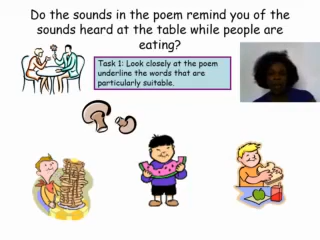 Do the sounds in the poem remind you of the
sounds heard at the table while people are
eating?
Task 1: Look closely at the poem
underline the words that are
particularly suitable.